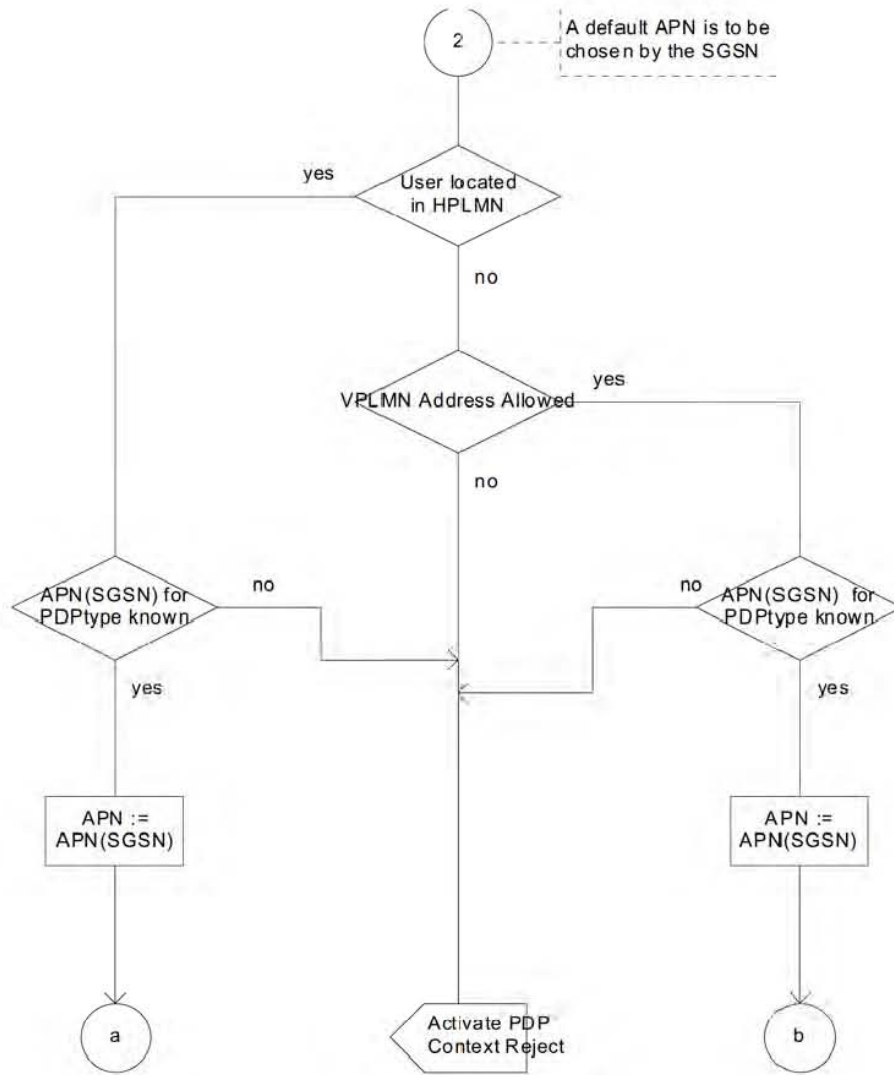 2
A default APN is to be
chosen by the SGSN
yes
User located
in HPLMN
no
VPLMN Address Allowed
yes
no
APN(SGSN) for
PDPtype known
no
no
APN(SGSN) for
PDPtype known
yes
yes
APN :=
APN(SGSN)
APN :=
APN(SGSN)
a
Activate PDP
Context Reject
b